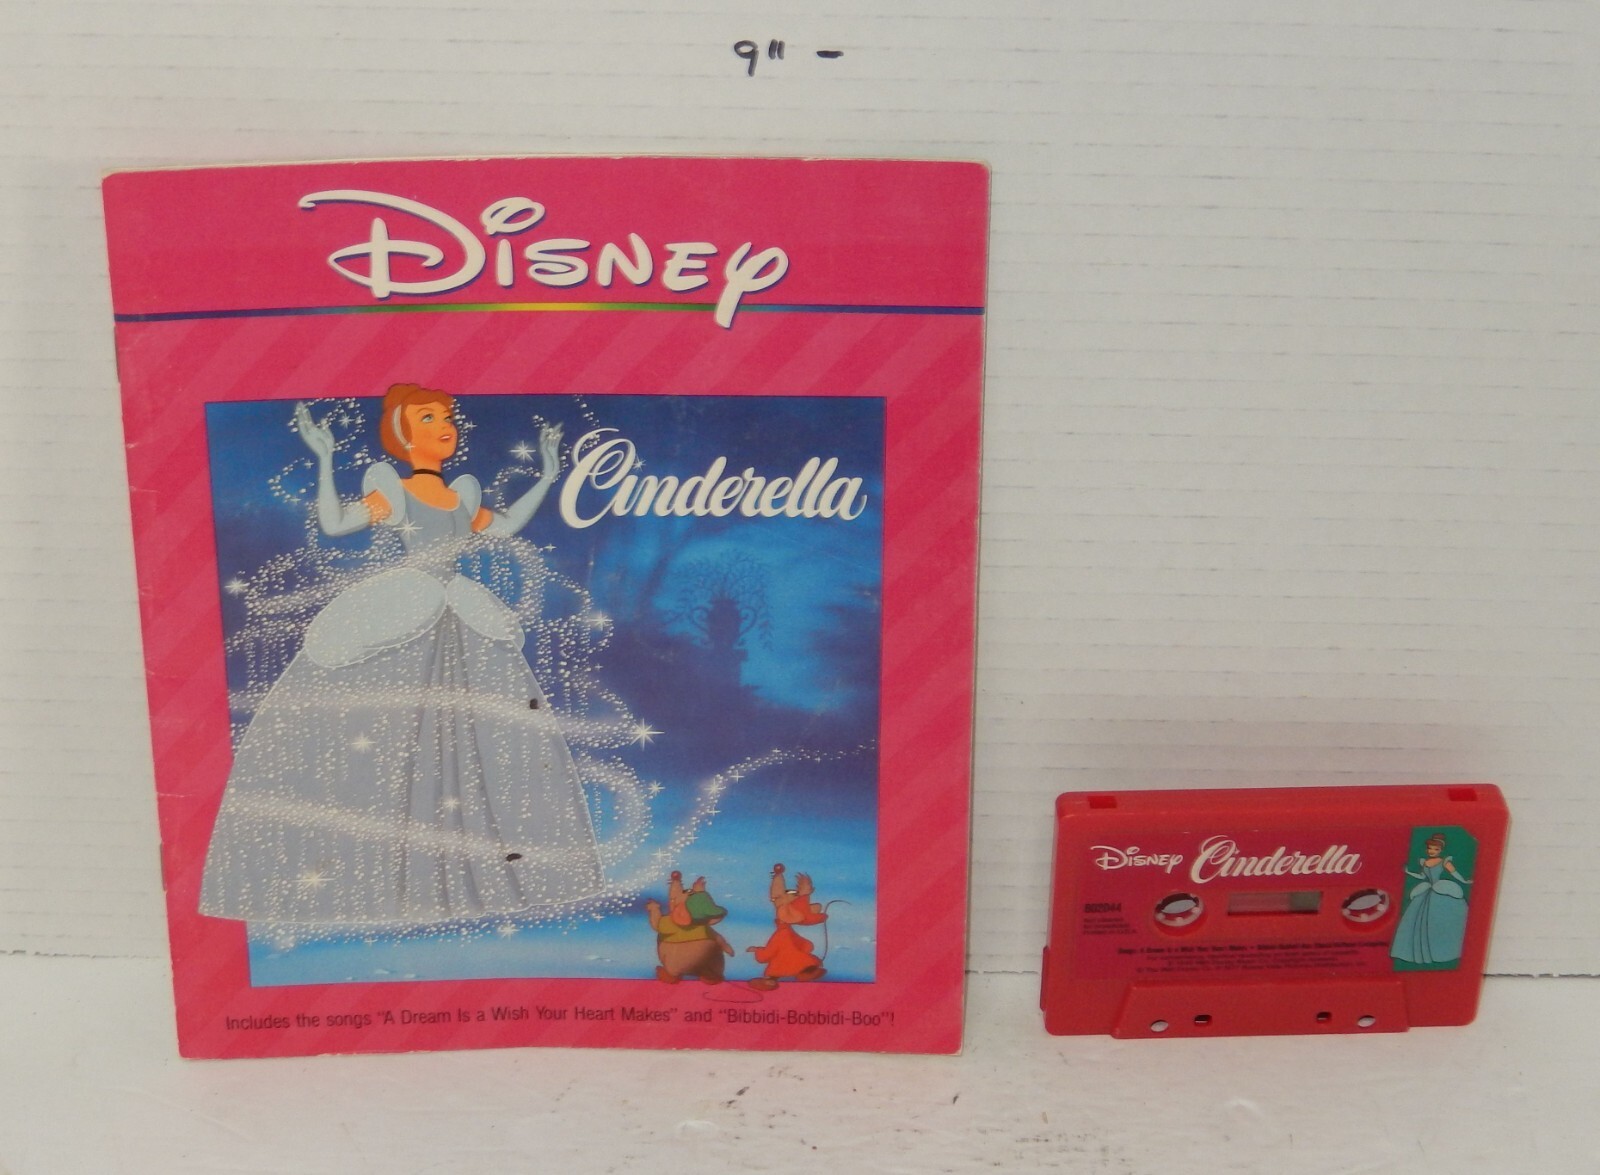 9" -
Disney
Cinderella
Includes the songs "A Dream Is a Wish Your Heart Makes" and "Bibbidi-Bobbidi-Boo"!
Disney Cinderella